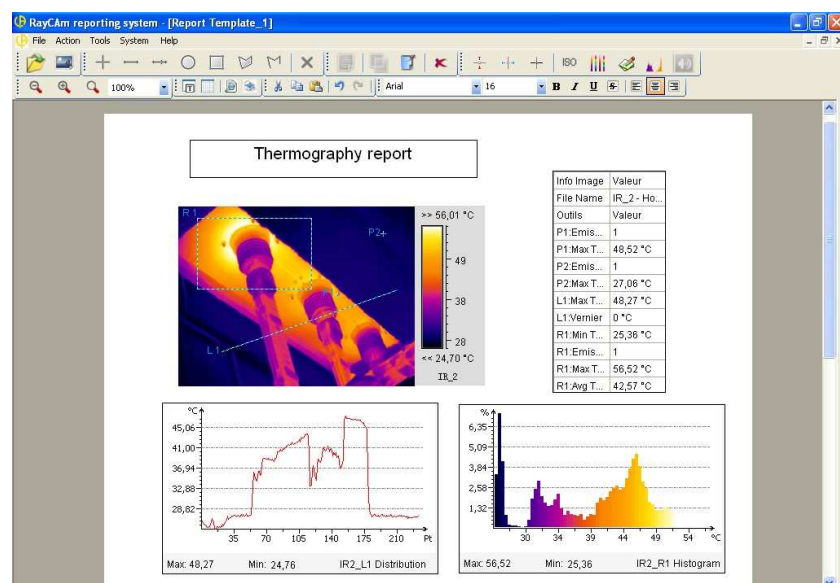 RayCAm reporting system - [Report Template_1]
File Action Tools System Help
ISO
100% Arial 16 B I U S
Thermography report
R1
P2+
L1
>> 56,01 °C
49
38
28
<< 24,70 °C
IR_2
Info Image Valeur
File Name IR_2 - Ho...
Outils Valeur
P1:Emis... 1
P1:Max T... 48,52 °C
P2:Emis... 1
P2:Max T... 27,06 °C
L1:Max T... 48,27 °C
L1:Vernier 0 °C
R1:Min T... 25,36 °C
R1:Emis... 1
R1:Max T... 56,52 °C
R1:Avg T... 42,57 °C
°C
45,06
41,00
36,94
32,88
28,82
35 70 105 140 175 210 Pt
Max: 48,27 Min: 24,76 IR2_L1 Distribution
%
6,35
5,09
3,84
2,58
1,32
30 34 39 44 49 54 °C
Max: 56,52 Min: 25,36 IR2_R1 Histogram